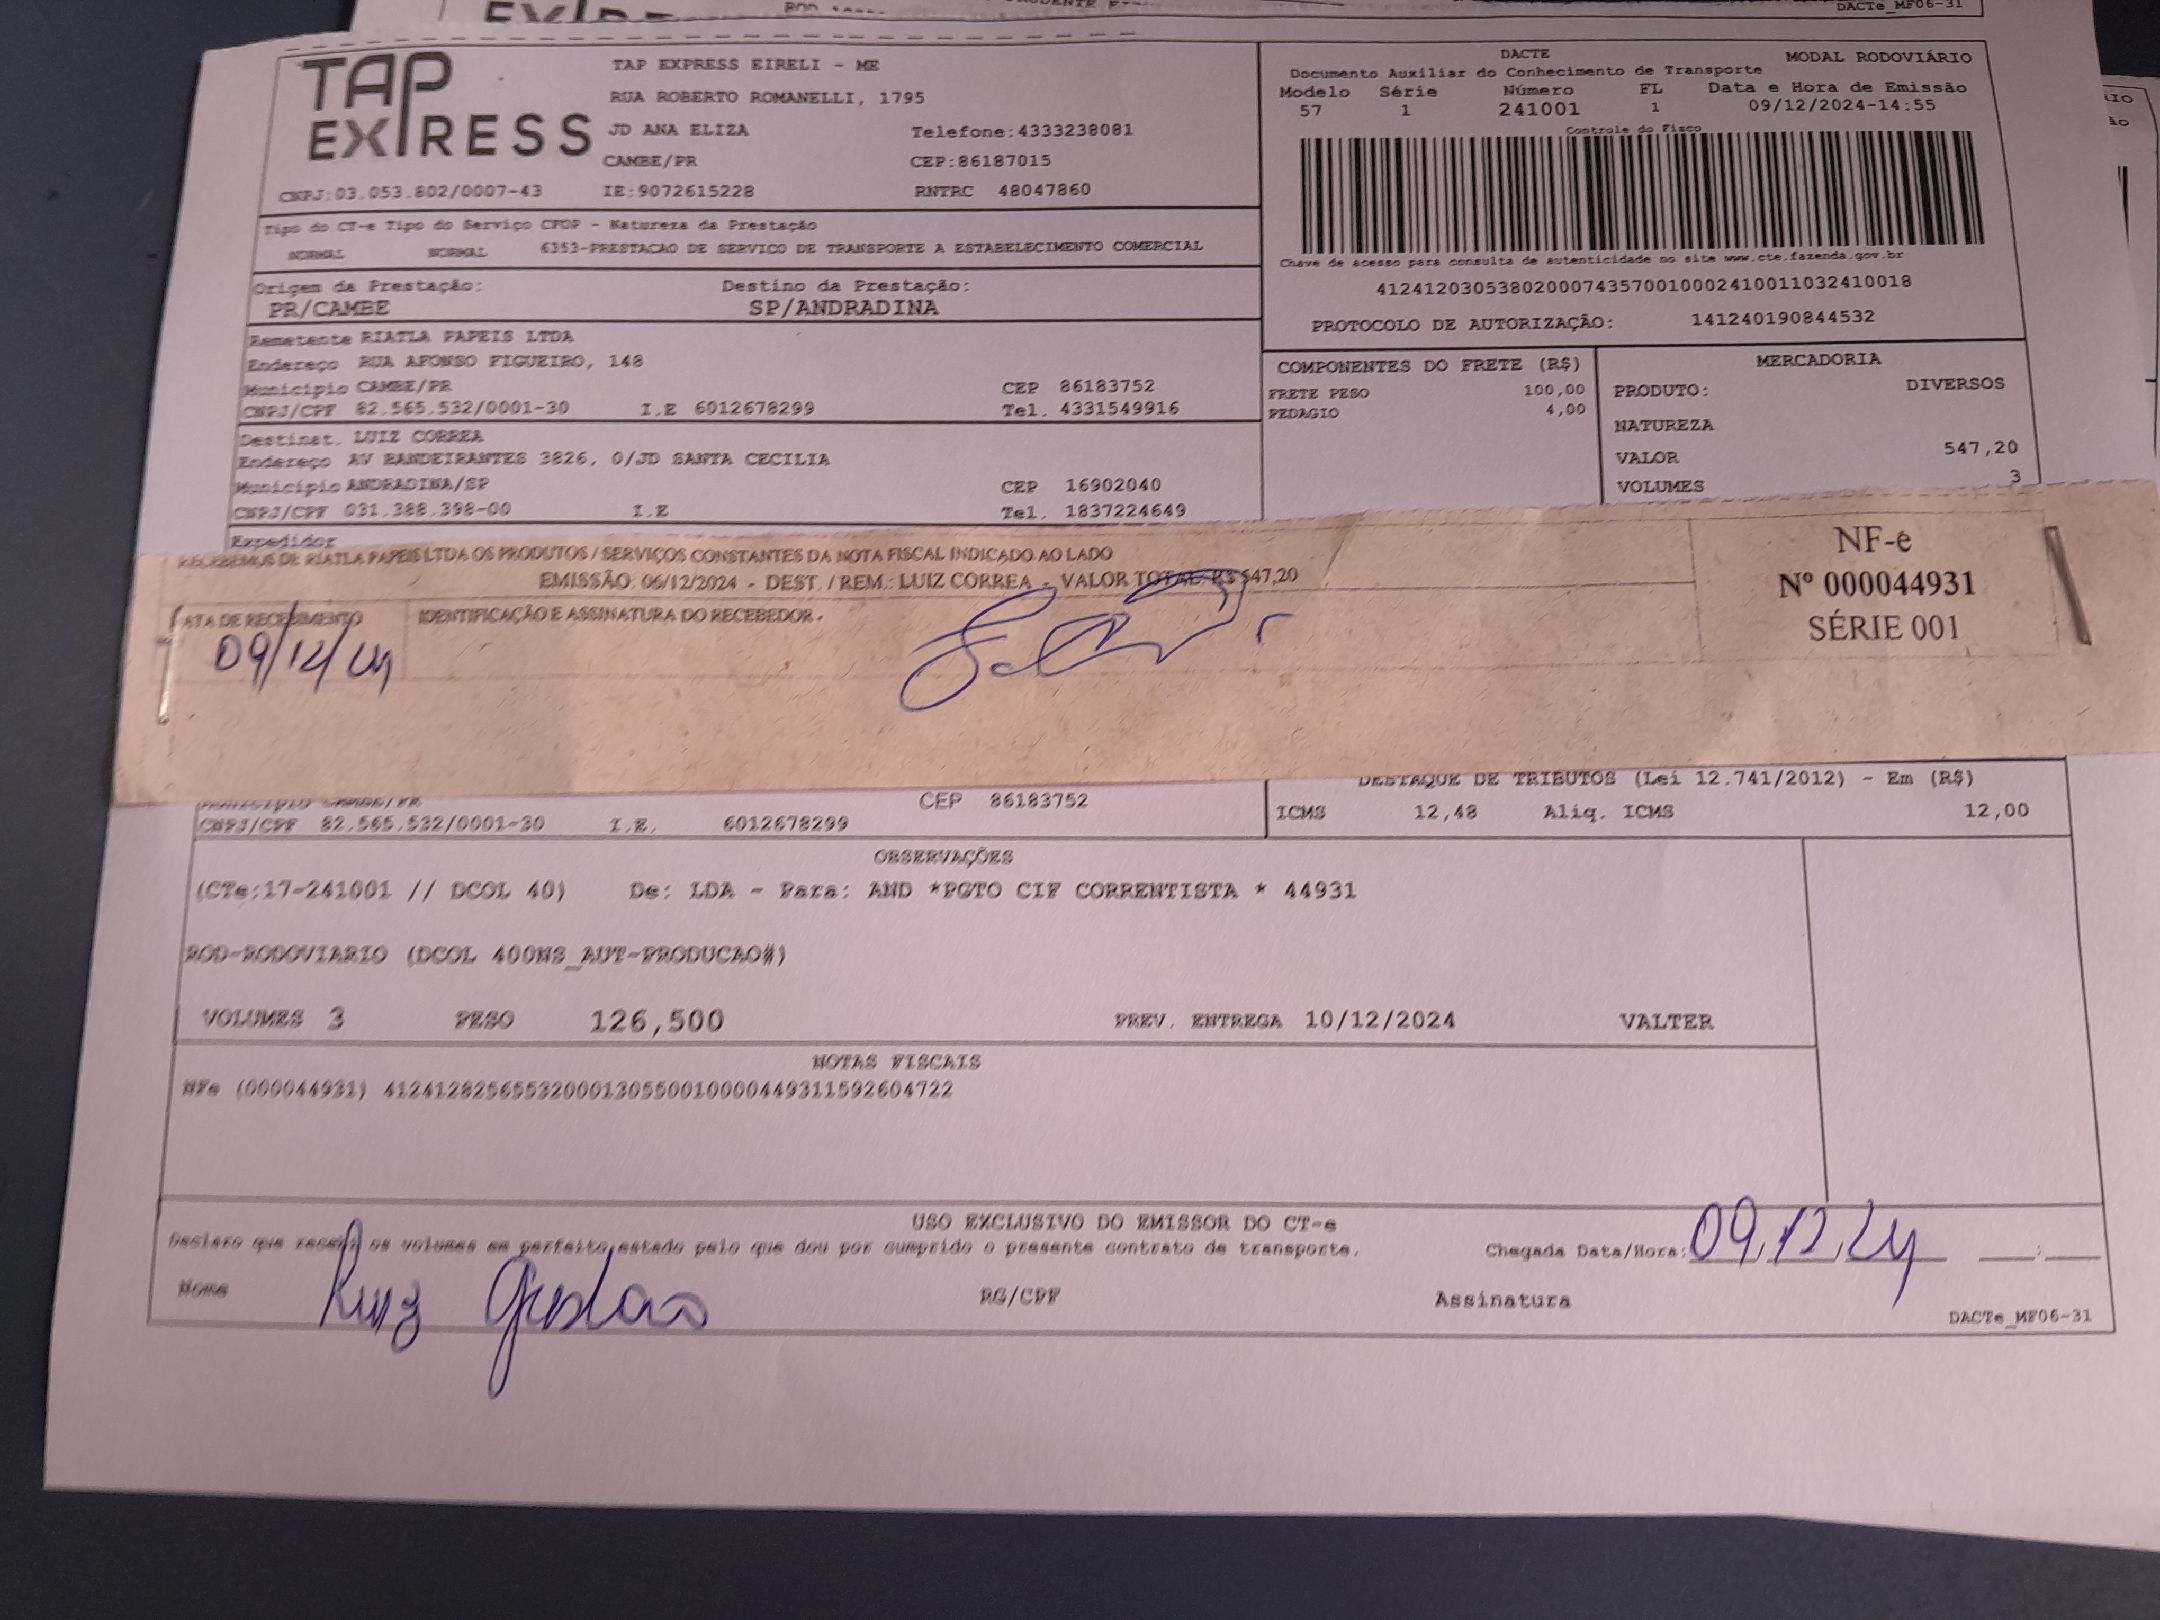 DACTe_MF06-31
TAP EXPRESS
TAP EXPRESS EIRELI - ME
RUA ROBERTO ROMANELLI, 1795
JD ANA ELIZA Telefone:4333238081
CAMBE/PR CEP:86187015
CNPJ:03.053.802/0007-43 IE:9072615228 RNTRC 48047860
DACTE MODAL RODOVIÁRIO
Documento Auxiliar do Conhecimento de Transporte
Modelo Série Número FL Data e Hora de Emissão
57 1 241001 1 09/12/2024-14:55
Controle do Fisco
Chave de acesso para consulta de autenticidade no site www.cte.fazenda.gov.br
41241203053802000743570010002410011032410018
PROTOCOLO DE AUTORIZAÇÃO: 141240190844532
Tipo do CT-e Tipo do Serviço CFOP - Natureza da Prestação
NORMAL NORMAL 6353-PRESTACAO DE SERVICO DE TRANSPORTE A ESTABELECIMENTO COMERCIAL
Origem da Prestação: Destino da Prestação:
PR/CAMBE SP/ANDRADINA
Remetente RIATLA PAPEIS LTDA
Endereço RUA AFONSO FIGUEIRO, 148
Município CAMBE/PR CEP 86183752
CNPJ/CPF 82.565.532/0001-30 I.E 6012678299 Tel. 4331549916
Destinat. LUIZ CORREA
Endereço AV BANDEIRANTES 3826, 0/JD SANTA CECILIA
Município ANDRADINA/SP CEP 16902040
CNPJ/CPF 031.388.398-00 I.E Tel. 1837224649
Expedidor
COMPONENTES DO FRETE (R$)
FRETE PESO 100,00
PEDAGIO 4,00
MERCADORIA
PRODUTO: DIVERSOS
NATUREZA
VALOR 547,20
VOLUMES 3
RECEBEMOS DE RIATLA PAPEIS LTDA OS PRODUTOS / SERVIÇOS CONSTANTES DA NOTA FISCAL INDICADO AO LADO
EMISSÃO: 06/12/2024 - DEST. / REM.: LUIZ CORREA - VALOR TOTAL: R$ 547,20
ATA DE RECEBIMENTO IDENTIFICAÇÃO E ASSINATURA DO RECEBEDOR
09/12/24
NF-e
Nº 000044931
SÉRIE 001
Município CAMBE/PR CEP 86183752
CNPJ/CPF 82.565.532/0001-30 I.E. 6012678299
DESTAQUE DE TRIBUTOS (Lei 12.741/2012) - Em (R$)
ICMS 12,48 Aliq. ICMS 12,00
OBSERVAÇÕES
(CTe:17-241001 // DCOL 40) De: LDA - Para: AND *PGTO CIF CORRENTISTA * 44931
ROD-RODOVIARIO (DCOL 400NS_AUT-PRODUCAO#)
VOLUMES 3 PESO 126,500 PREV. ENTREGA 10/12/2024 VALTER
NOTAS FISCAIS
NFe (000044931) 41241282565532000130550010000449311592604722
USO EXCLUSIVO DO EMISSOR DO CT-e
Declaro que recebi os volumes em perfeito estado pelo que dou por cumprido o presente contrato de transporte.
Chegada Data/Hora: 09/12/24 :
Nome Luiz Gustavo RG/CPF Assinatura
DACTe_MF06-31